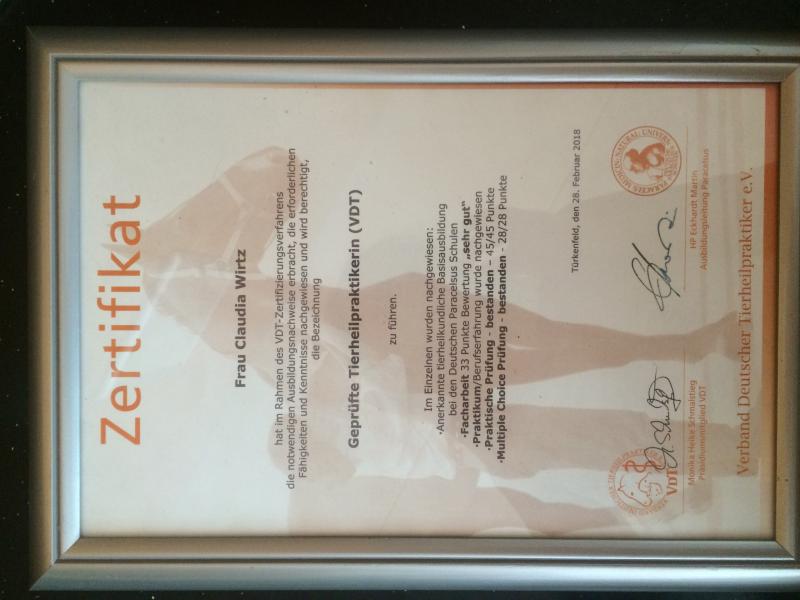 Zertifikat
Frau Claudia Wirtz
hat im Rahmen des VDT-Zertifizierungsverfahrens
die notwendigen Ausbildungsnachweise erbracht, die erforderlichen
Fähigkeiten und Kenntnisse nachgewiesen und wird berechtigt,
die Bezeichnung
Geprüfte Tierheilpraktikerin (VDT)
zu führen.
Im Einzelnen wurden nachgewiesen:
·Anerkannte tierheilkundliche Basisausbildung
bei den Deutschen Paracelsus Schulen
·Facharbeit 33 Punkte Bewertung „sehr gut"
·Praktikum/Berufserfahrung wurde nachgewiesen
·Praktische Prüfung - bestanden – 45/45 Punkte
·Multiple Choice Prüfung - bestanden - 28/28 Punkte
Türkenfeld, den 28. Februar 2018
VDT
Monika Heike Schmalstieg
Präsidiumsmitglied VDT
HP Eckhardt Martin
Ausbildungsleitung Paracelsus
Verband Deutscher Tierheilpraktiker e.V.